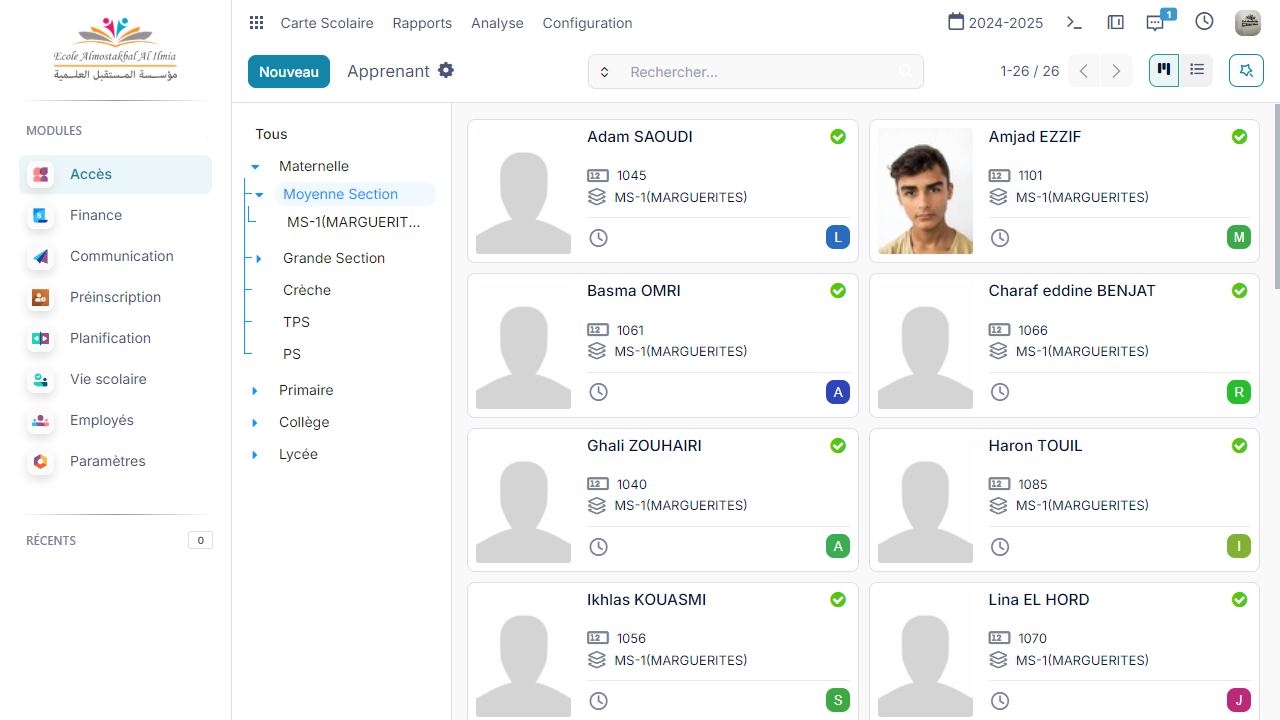 Ecole Almostakbal Al Ilmia
مؤسسة المستقبل العلمية
MODULES
Accès
Finance
Communication
Préinscription
Planification
Vie scolaire
Employés
Paramètres
RÉCENTS
0
Carte Scolaire
Rapports
Analyse
Configuration
2024-2025
1
Nouveau
Apprenant
Rechercher...
1-26 / 26
Tous
Maternelle
Moyenne Section
MS-1(MARGUERIT...
Grande Section
Crèche
TPS
PS
Primaire
Collège
Lycée
Adam SAOUDI
12 1045
MS-1(MARGUERITES)
L
Amjad EZZIF
12 1101
MS-1(MARGUERITES)
M
Basma OMRI
12 1061
MS-1(MARGUERITES)
A
Charaf eddine BENJAT
12 1066
MS-1(MARGUERITES)
R
Ghali ZOUHAIRI
12 1040
MS-1(MARGUERITES)
A
Haron TOUIL
12 1085
MS-1(MARGUERITES)
I
Ikhlas KOUASMI
12 1056
MS-1(MARGUERITES)
S
Lina EL HORD
12 1070
MS-1(MARGUERITES)
J